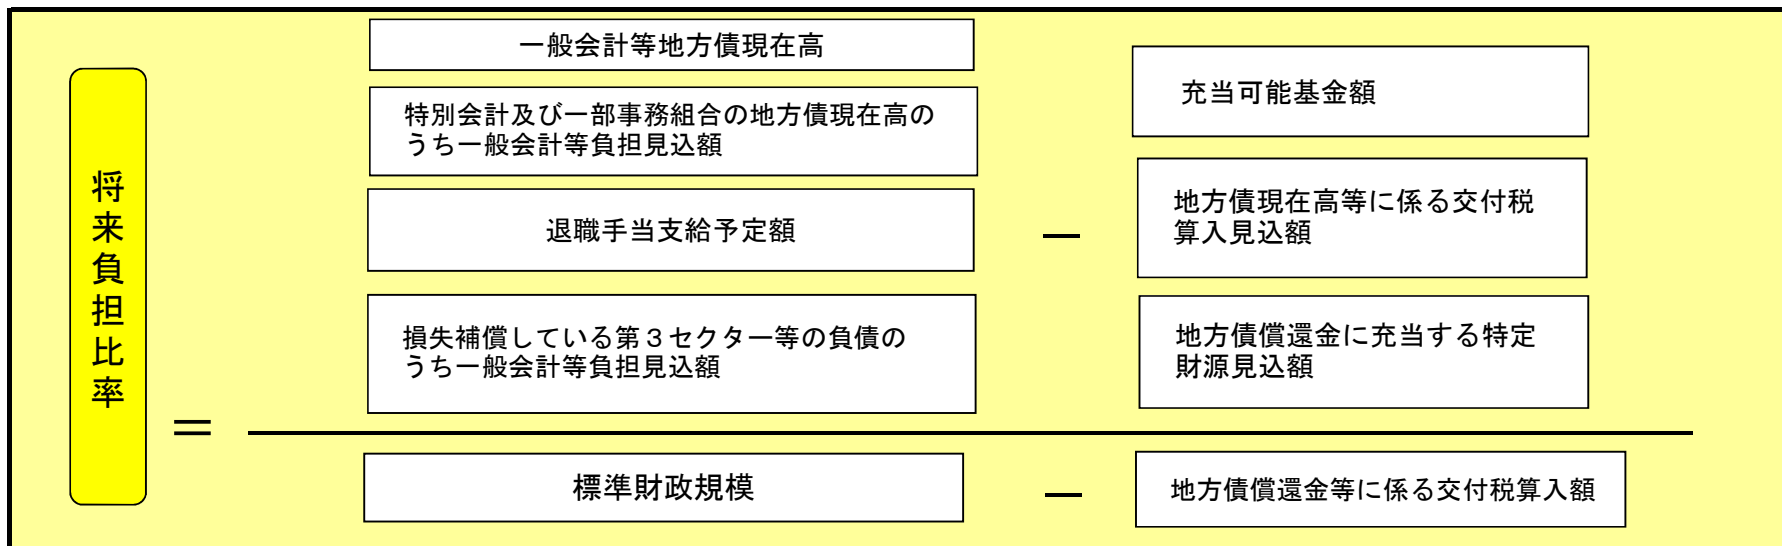 将来負担比率
＝
一般会計等地方債現在高
特別会計及び一部事務組合の地方債現在高の
うち一般会計等負担見込額
退職手当支給予定額
損失補償している第３セクター等の負債の
うち一般会計等負担見込額
－
充当可能基金額
地方債現在高等に係る交付税
算入見込額
地方債償還金に充当する特定
財源見込額
標準財政規模
－
地方債償還金等に係る交付税算入額